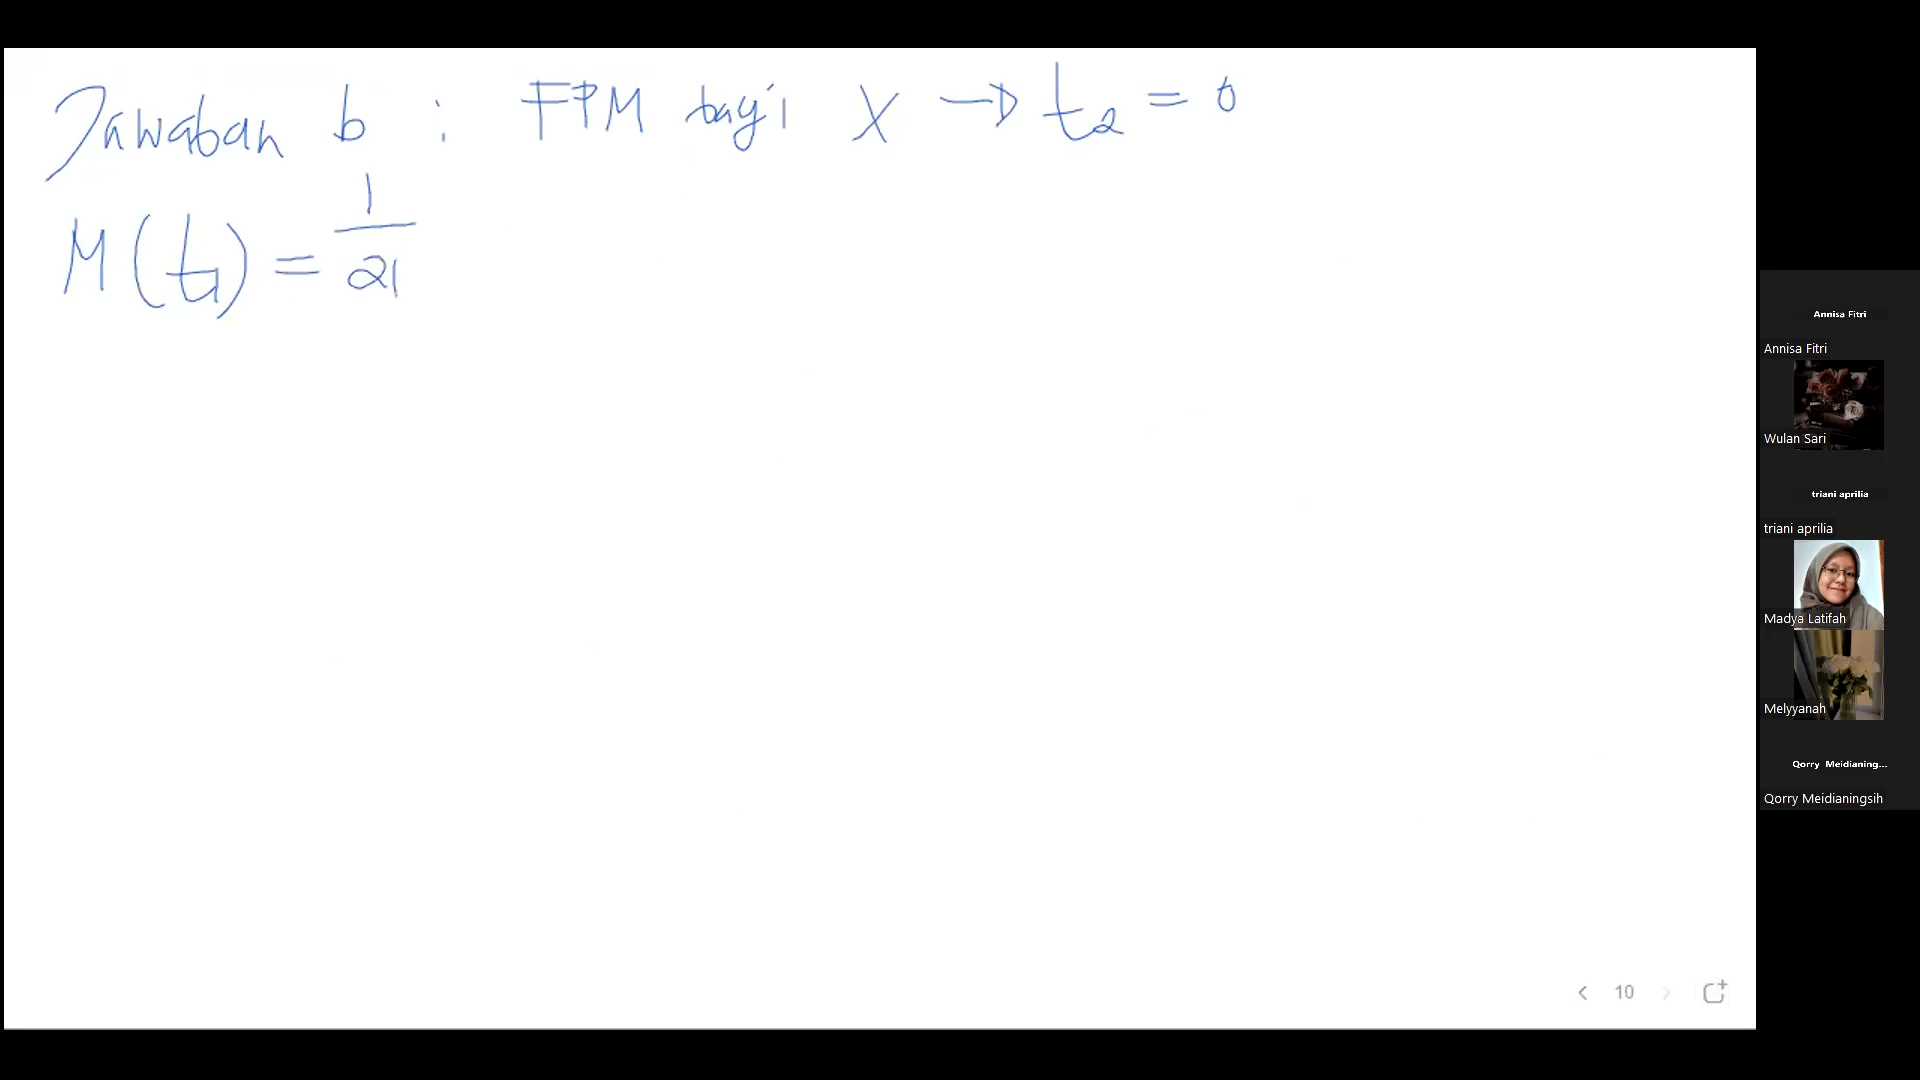 Jawaban b : FPM bagi X → t₂ = 0
M(t₁) = 1/21
Annisa Fitri
Annisa Fitri
Wulan Sari
triani aprilia
triani aprilia
Madya Latifah
Melyyanah
Qorry Meidianing...
Qorry Meidianingsih
< 10 >